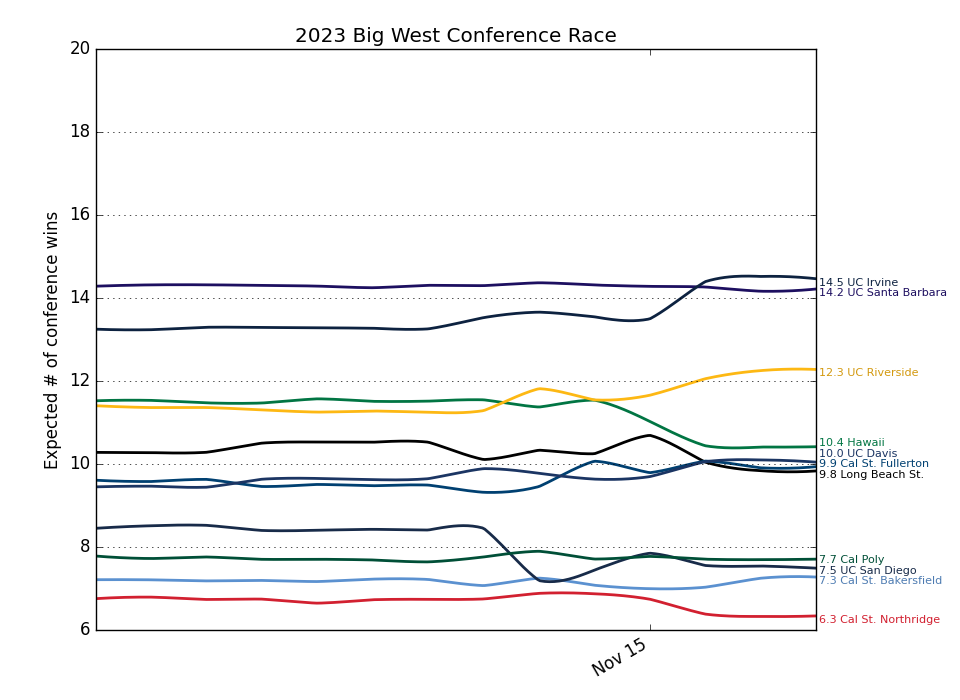 2023 Big West Conference Race
Expected # of conference wins
20
18
16
14
12
10
8
6
14.5 UC Irvine
14.2 UC Santa Barbara
12.3 UC Riverside
10.4 Hawaii
10.0 UC Davis
9.9 Cal St. Fullerton
9.8 Long Beach St.
7.7 Cal Poly
7.5 UC San Diego
7.3 Cal St. Bakersfield
6.3 Cal St. Northridge
Nov 15